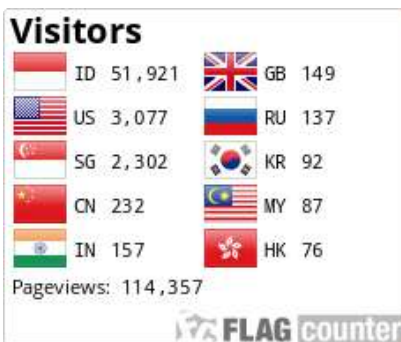 Visitors
ID 51,921
US 3,077
SG 2,302
CN 232
IN 157
GB 149
RU 137
KR 92
MY 87
HK 76
Pageviews: 114,357
FLAG counter